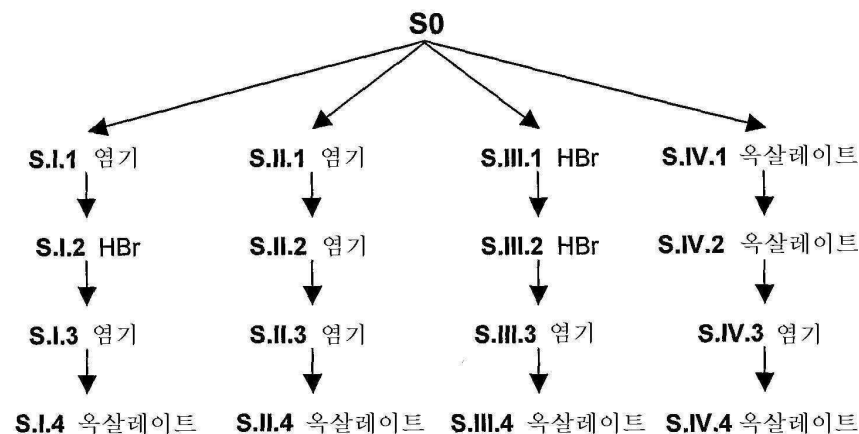 S0
S.I.1 염기 S.II.1 염기 S.III.1 HBr S.IV.1 옥살레이트
S.I.2 HBr S.II.2 염기 S.III.2 HBr S.IV.2 옥살레이트
S.I.3 염기 S.II.3 염기 S.III.3 염기 S.IV.3 염기
S.I.4 옥살레이트 S.II.4 옥살레이트 S.III.4 옥살레이트 S.IV.4 옥살레이트